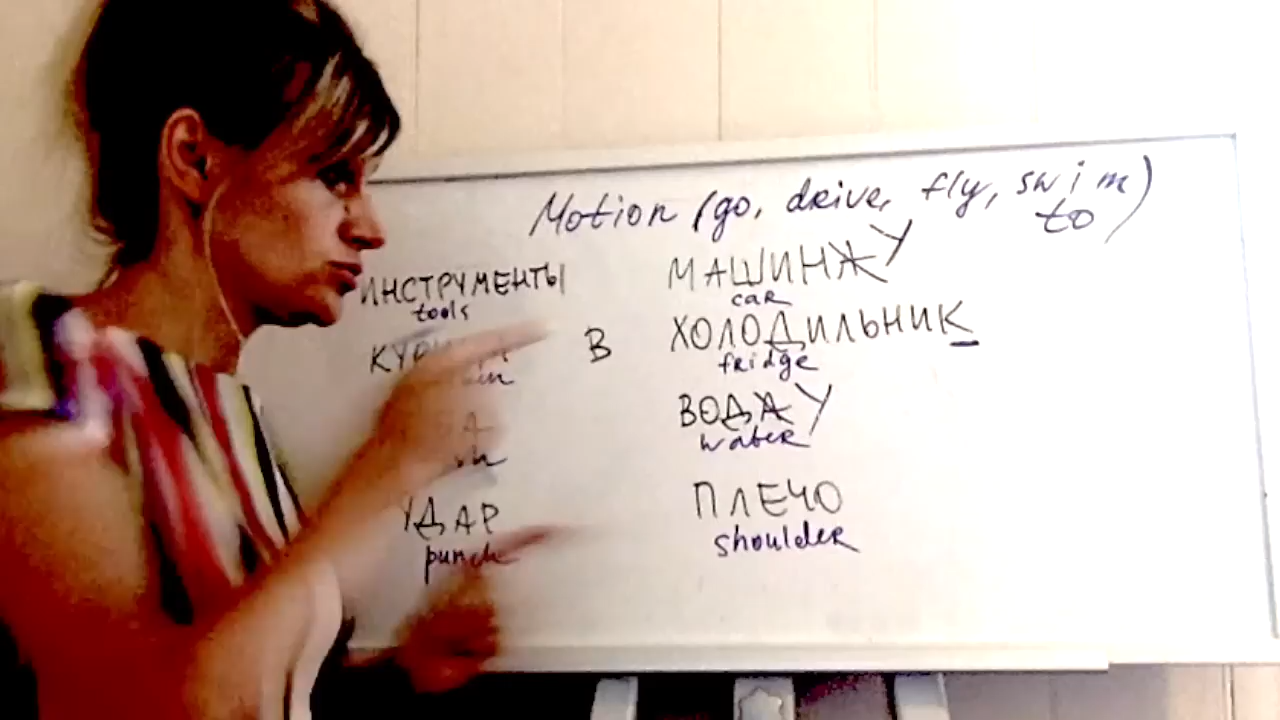 Motion (go, drive, fly, swim)
to
ИНСТРУМЕНТЫ
tools
УДАР
punch
В
МАШИНЖУ
car
ХОЛОДИЛЬНИК
fridge
ВОДАУ
water
ПЛЕЧО
shoulder